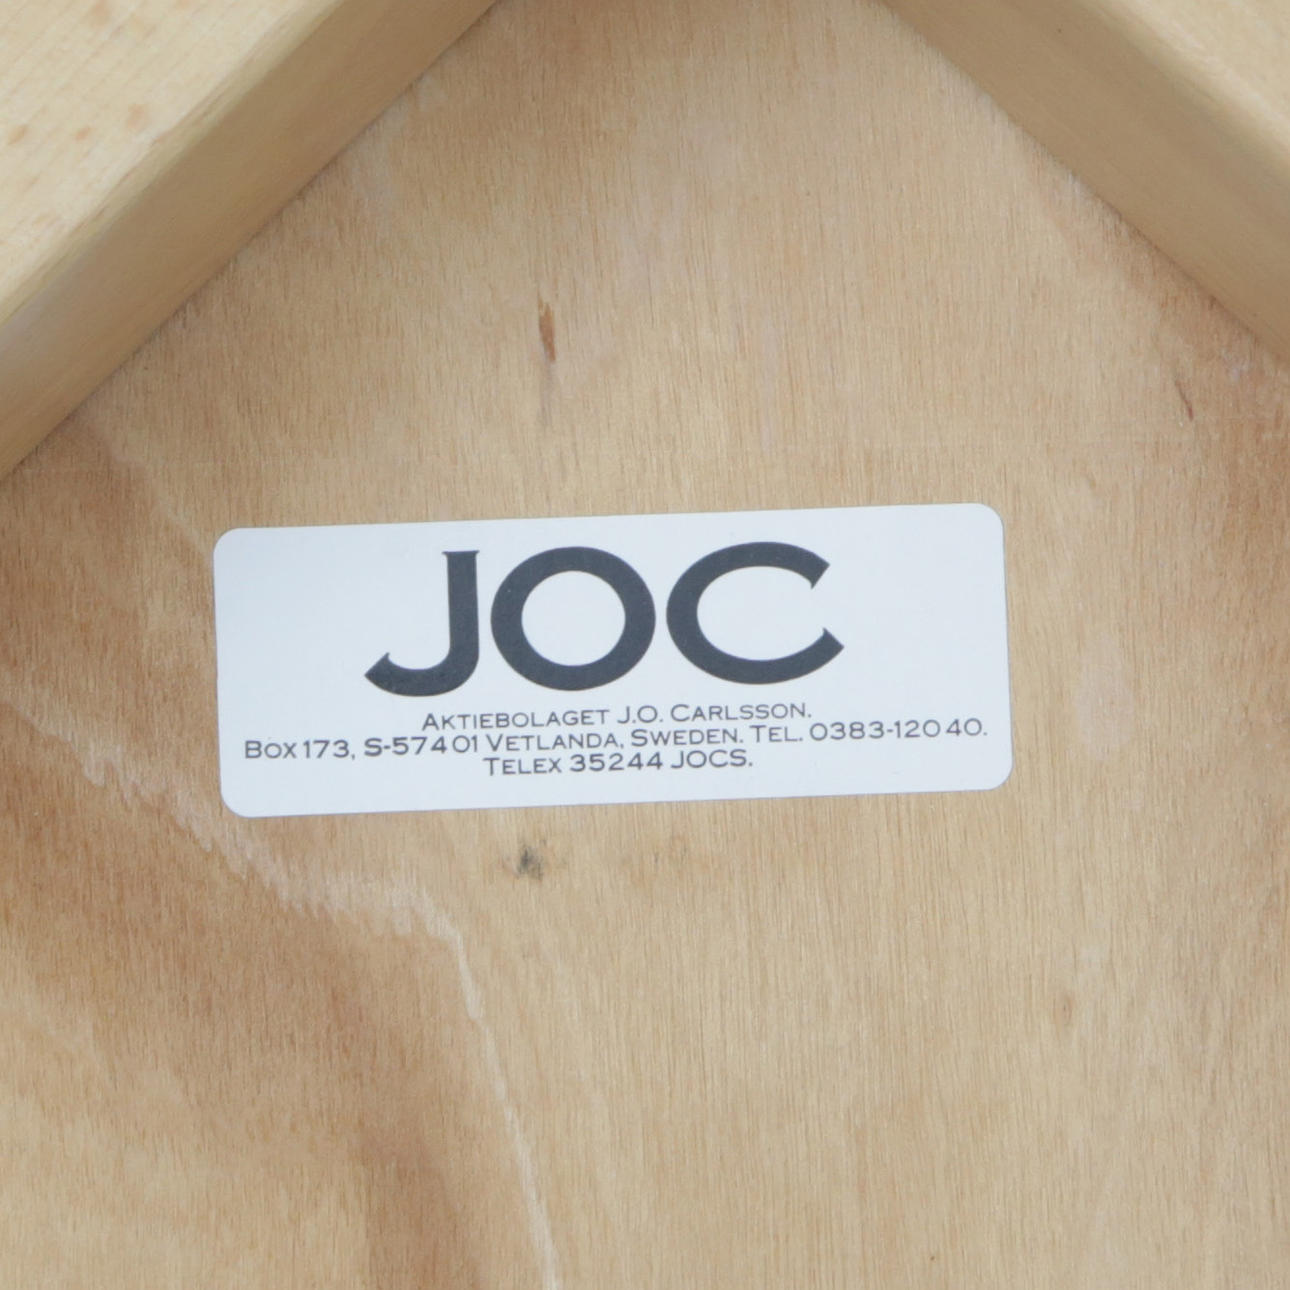 JOC
AKTIEBOLAGET J.O. CARLSSON.
BOX 173, S-574 01 VETLANDA, SWEDEN. TEL. 0383-120 40.
TELEX 35244 JOCS.